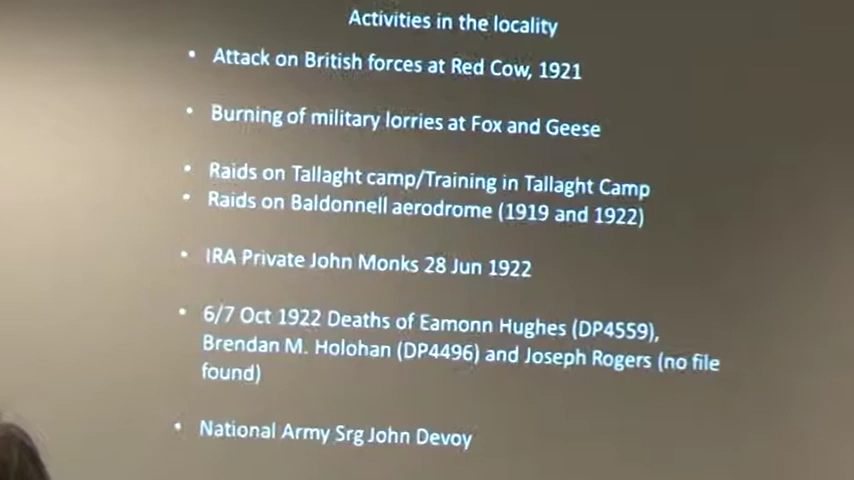 Activities in the locality
• Attack on British forces at Red Cow, 1921
• Burning of military lorries at Fox and Geese
• Raids on Tallaght camp/Training in Tallaght Camp
• Raids on Baldonnell aerodrome (1919 and 1922)
• IRA Private John Monks 28 Jun 1922
• 6/7 Oct 1922 Deaths of Eamonn Hughes (DP4559),
Brendan M. Holohan (DP4496) and Joseph Rogers (no file
found)
• National Army Srg John Devoy